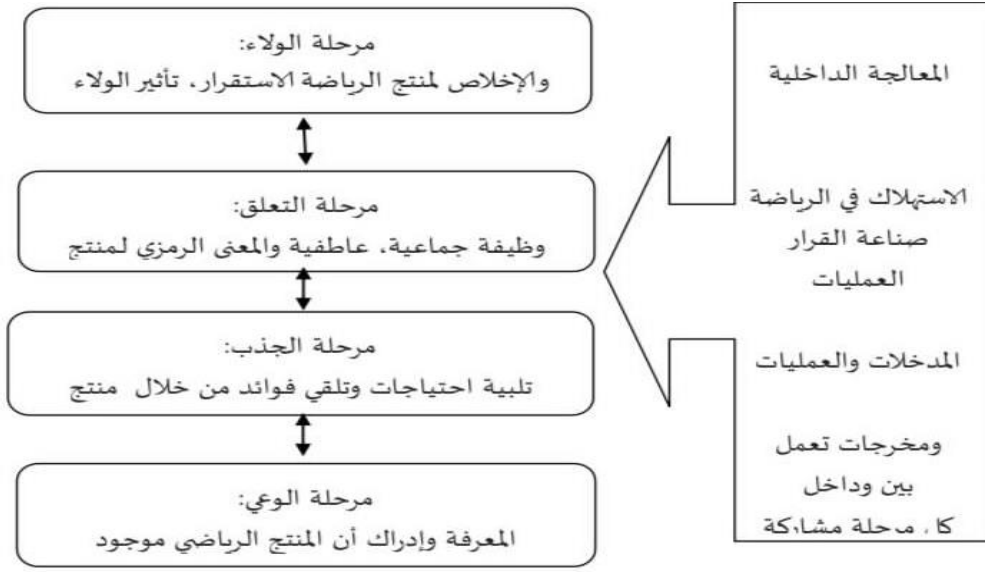 مرحلة الولاء:
والإخلاص لمنتج الرياضة الاستقرار، تأثير الولاء
مرحلة التعلق:
وظيفة جماعية، عاطفية والمعنى الرمزي لمنتج
مرحلة الجذب:
تلبية احتياجات وتلقي فوائد من خلال منتج
مرحلة الوعي:
المعرفة وإدراك أن المنتج الرياضي موجود
المعالجة الداخلية
الاستهلاك في الرياضة
صناعة القرار
العمليات
المدخلات والعمليات
ومخرجات تعمل
بين وداخل
كل مرحلة مشاركة